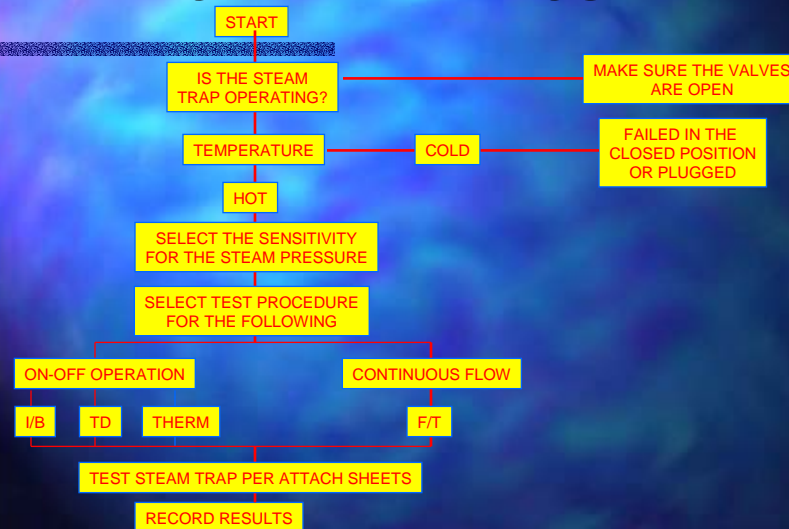 START
IS THE STEAM
TRAP OPERATING?
MAKE SURE THE VALVES
ARE OPEN
TEMPERATURE
COLD
FAILED IN THE
CLOSED POSITION
OR PLUGGED
HOT
SELECT THE SENSITIVITY
FOR THE STEAM PRESSURE
SELECT TEST PROCEDURE
FOR THE FOLLOWING
ON-OFF OPERATION
CONTINUOUS FLOW
I/B
TD
THERM
F/T
TEST STEAM TRAP PER ATTACH SHEETS
RECORD RESULTS